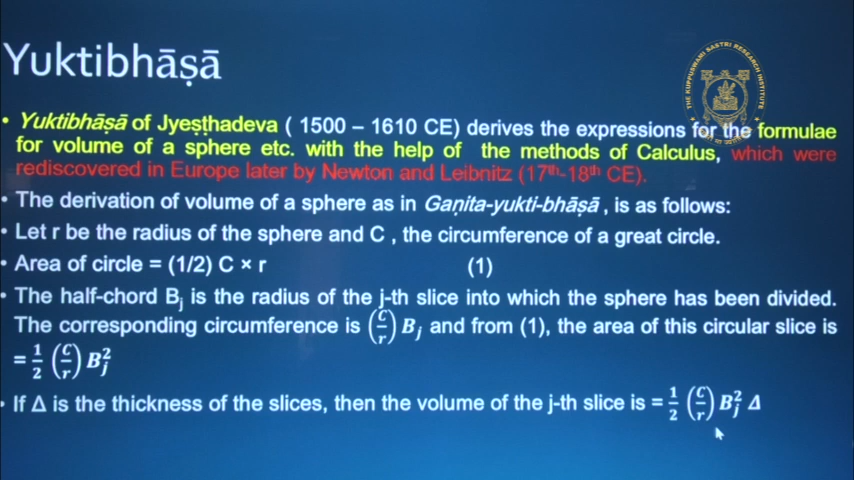 Yuktibhāṣā
THE KUPPUSWAMI SASTRI RESEARCH INSTITUTE
• Yuktibhāṣā of Jyeṣṭhadeva ( 1500 – 1610 CE) derives the expressions for the formulae
for volume of a sphere etc. with the help of the methods of Calculus, which were
rediscovered in Europe later by Newton and Leibnitz (17th-18th CE).
• The derivation of volume of a sphere as in Gaṇita-yukti-bhāṣā , is as follows:
• Let r be the radius of the sphere and C , the circumference of a great circle.
• Area of circle = (1/2) C × r (1)
• The half-chord Bj is the radius of the j-th slice into which the sphere has been divided.
The corresponding circumference is (C/r) Bj and from (1), the area of this circular slice is
= 1/2 (C/r) Bj²
• If Δ is the thickness of the slices, then the volume of the j-th slice is = 1/2 (C/r) Bj² Δ